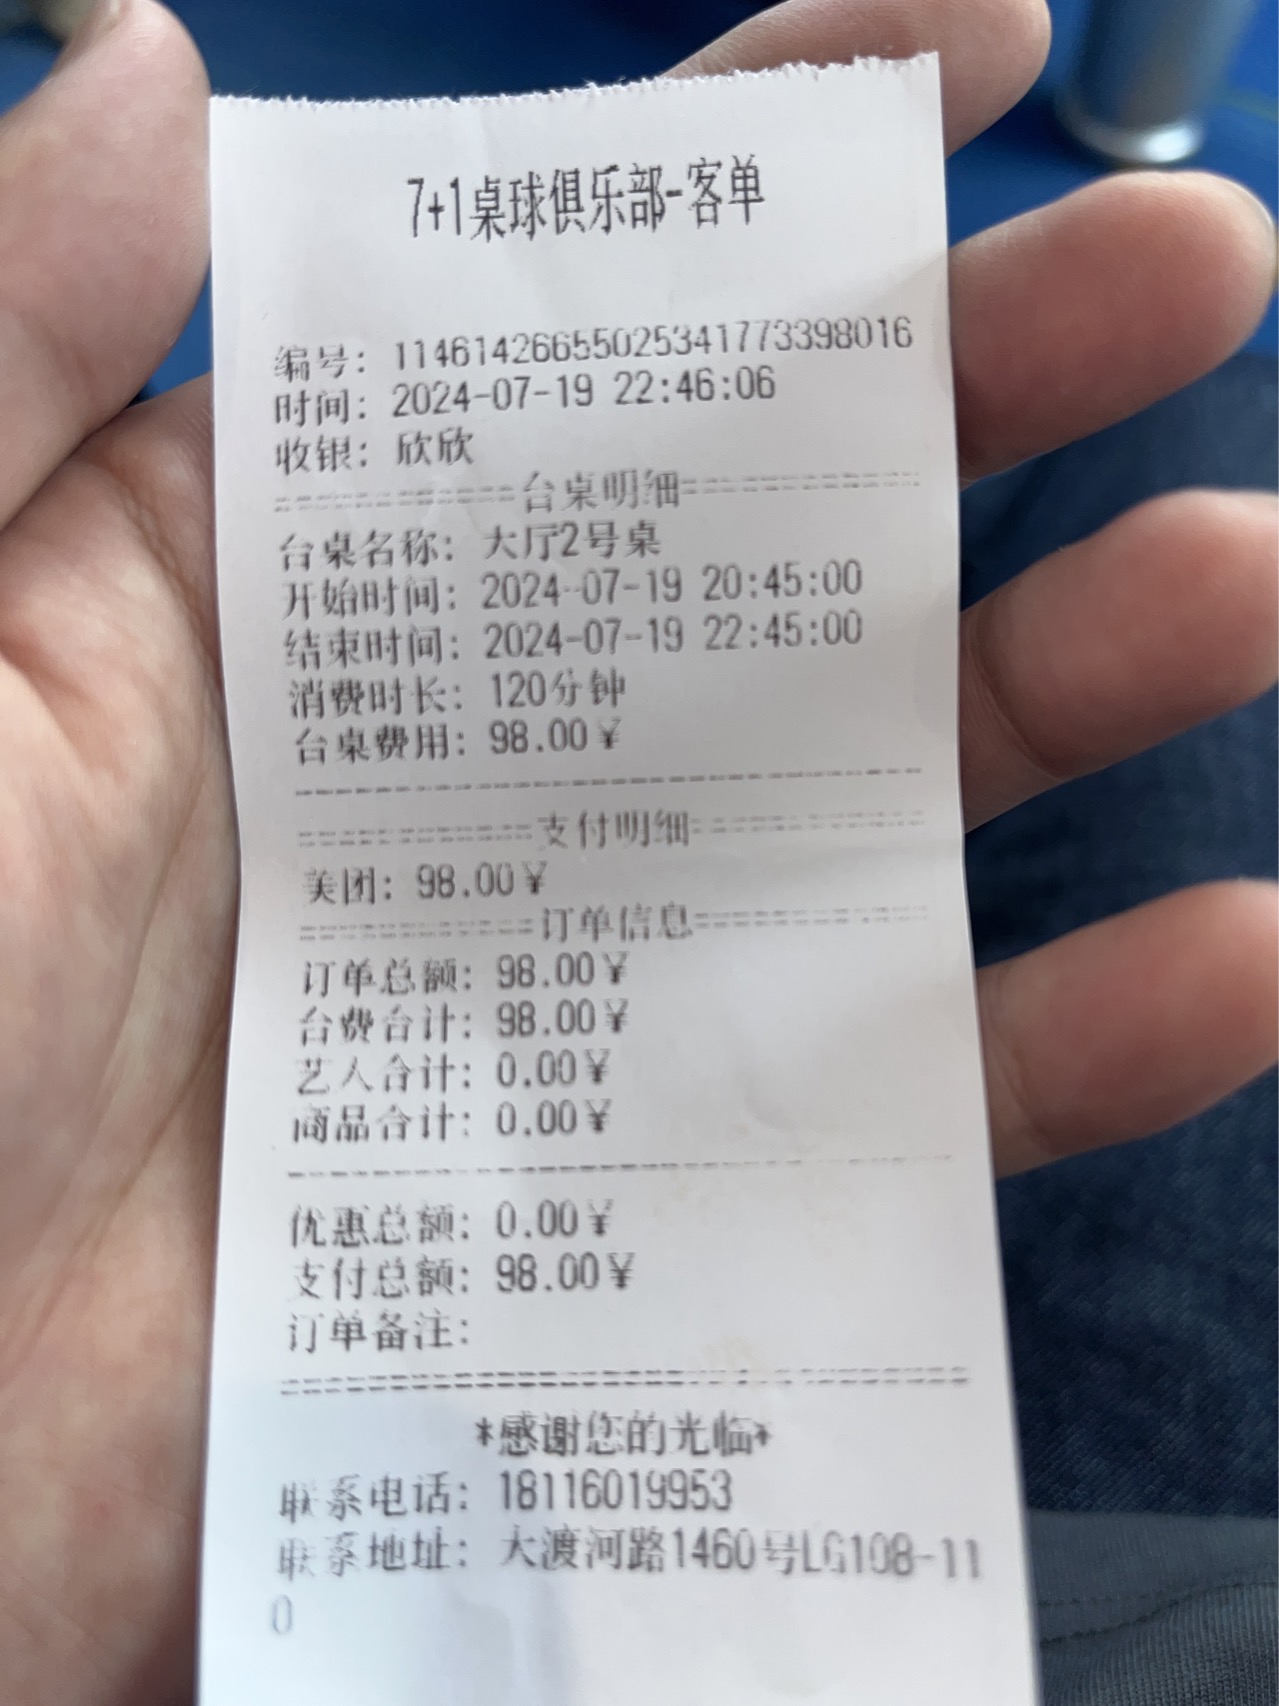 7+1桌球俱乐部-客单
编号: 1146142665502534177339​8016
时间: 2024-07-19 22:46:06
收银: 欣欣
============台桌明细============
台桌名称: 大厅2号桌
开始时间: 2024-07-19 20:45:00
结束时间: 2024-07-19 22:45:00
消费时长: 120分钟
台桌费用: 98.00¥
--------------------------------
============支付明细============
美团: 98.00¥
============订单信息============
订单总额: 98.00¥
台费合计: 98.00¥
艺人合计: 0.00¥
商品合计: 0.00¥
--------------------------------
优惠总额: 0.00¥
支付总额: 98.00¥
订单备注:
================================
*感谢您的光临*
联系电话: 18116019953
联系地址: 大渡河路1460号LG108-11
0